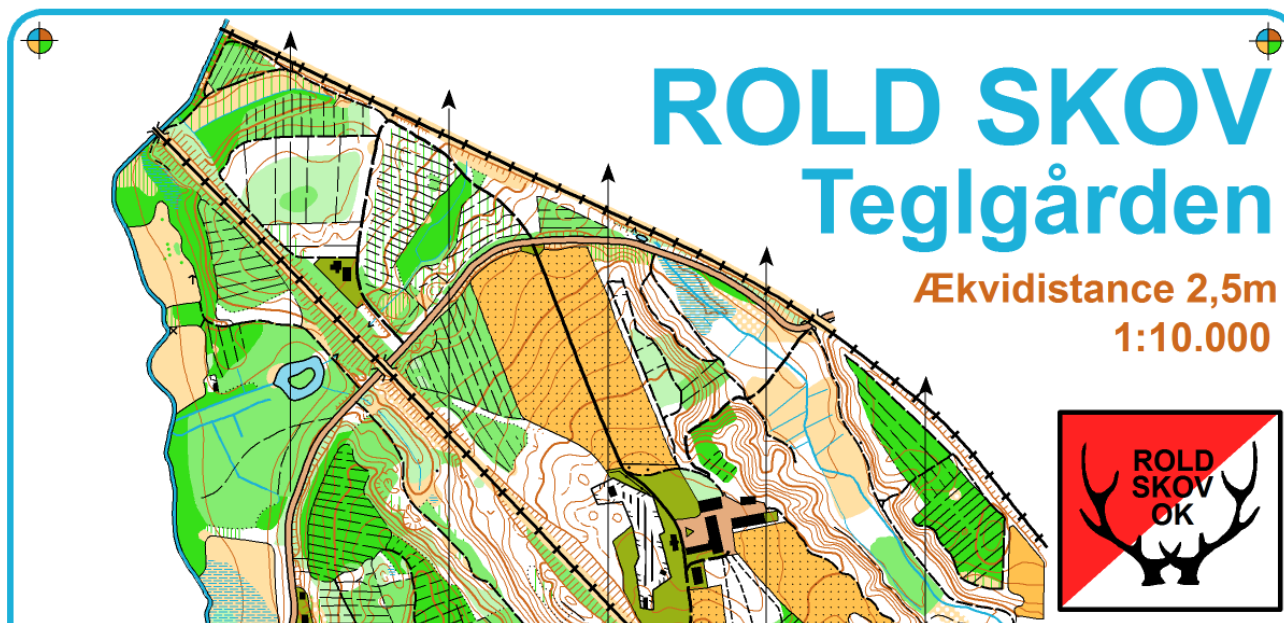 ROLD SKOV
Teglgården
Ækvidistance 2,5m
1:10.000
ROLD
SKOV
OK